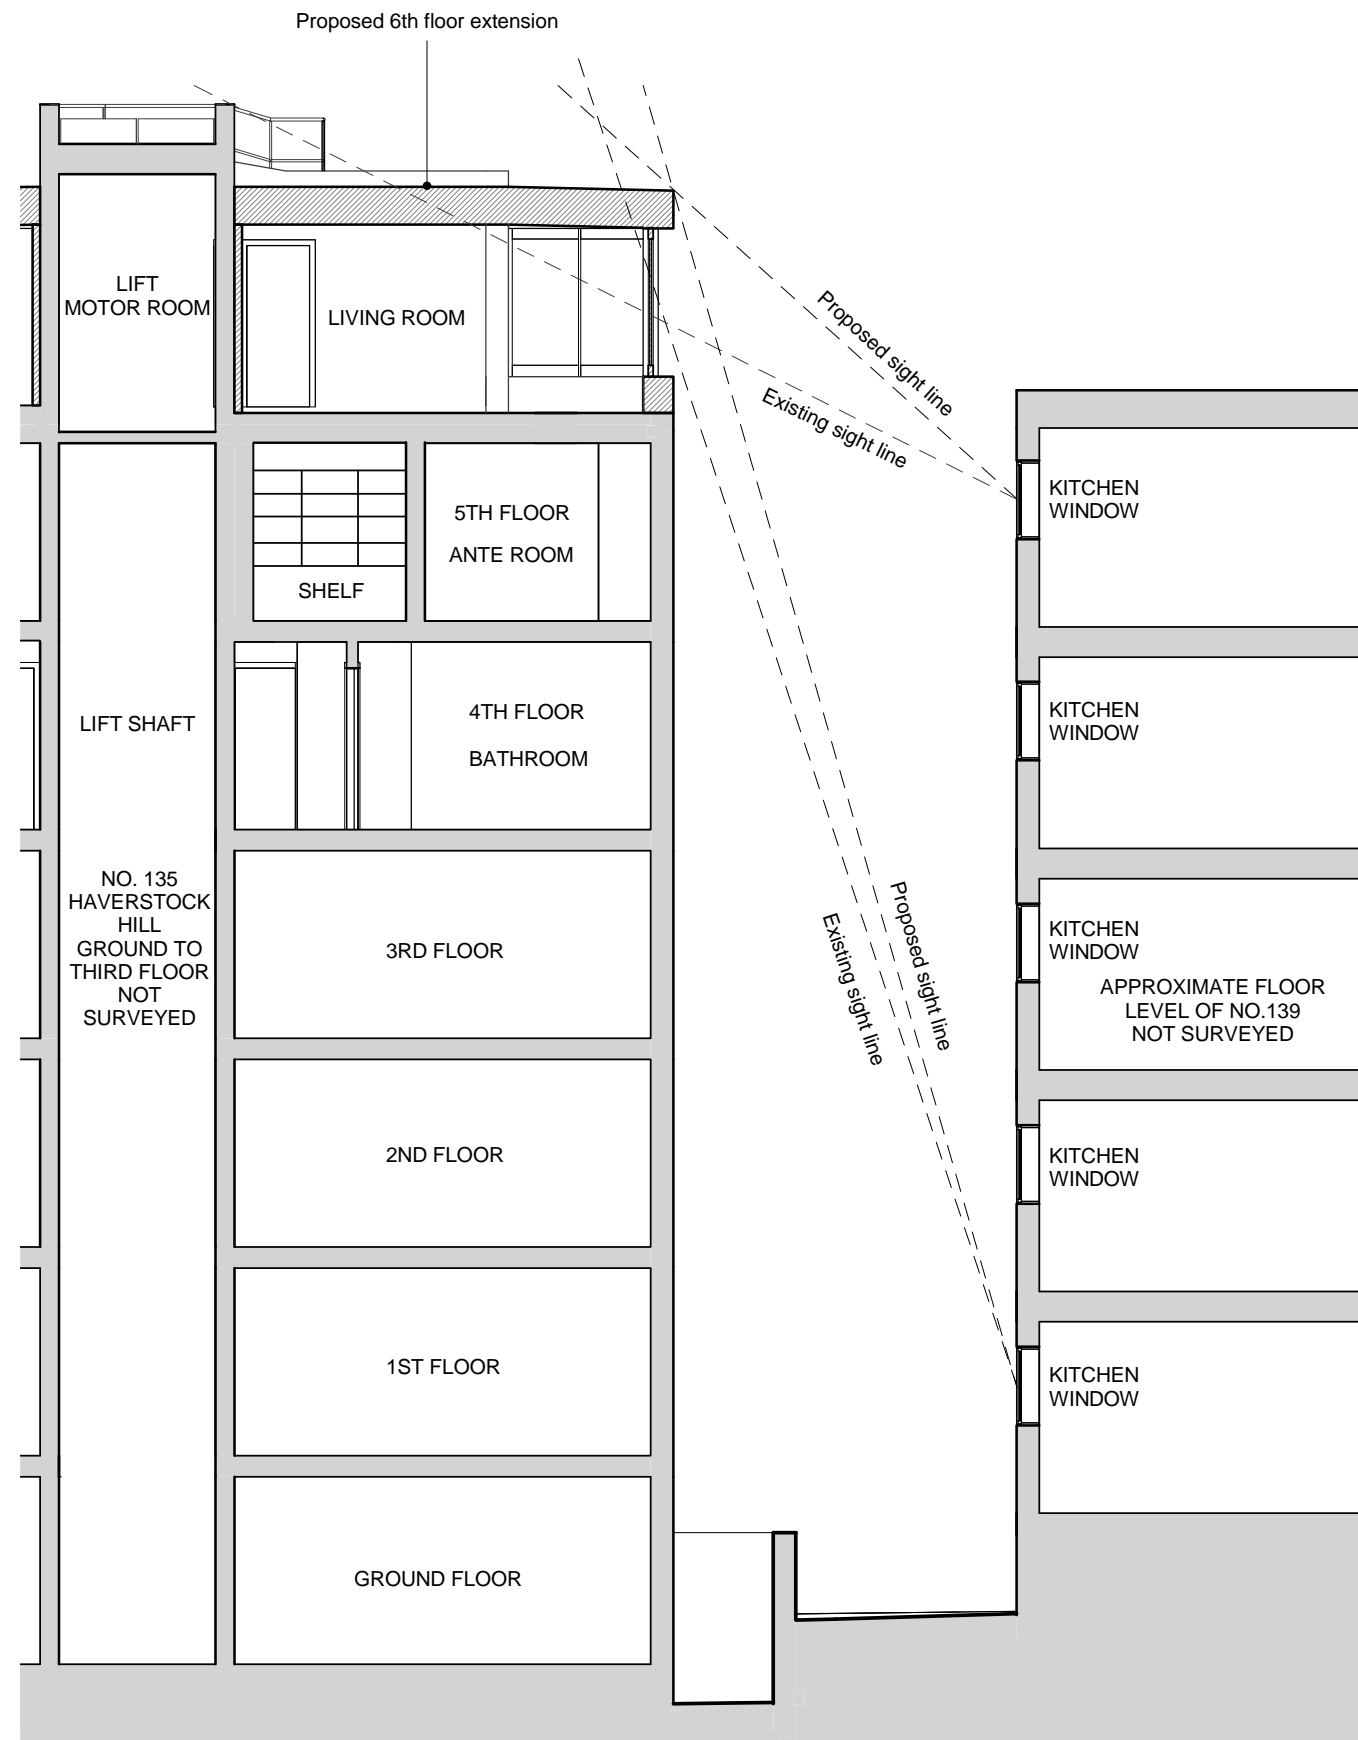 Proposed 6th floor extension
LIFT
MOTOR ROOM
LIVING ROOM
Proposed sight line
Existing sight line
KITCHEN
WINDOW
5TH FLOOR
ANTE ROOM
SHELF
LIFT SHAFT
4TH FLOOR
BATHROOM
KITCHEN
WINDOW
NO. 135
HAVERSTOCK
HILL
GROUND TO
THIRD FLOOR
NOT
SURVEYED
3RD FLOOR
Proposed sight line
Existing sight line
KITCHEN
WINDOW
APPROXIMATE FLOOR
LEVEL OF NO.139
NOT SURVEYED
2ND FLOOR
KITCHEN
WINDOW
1ST FLOOR
KITCHEN
WINDOW
GROUND FLOOR